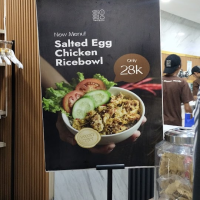 New Menu!
Salted Egg
Chicken
Ricebowl
Only
28k